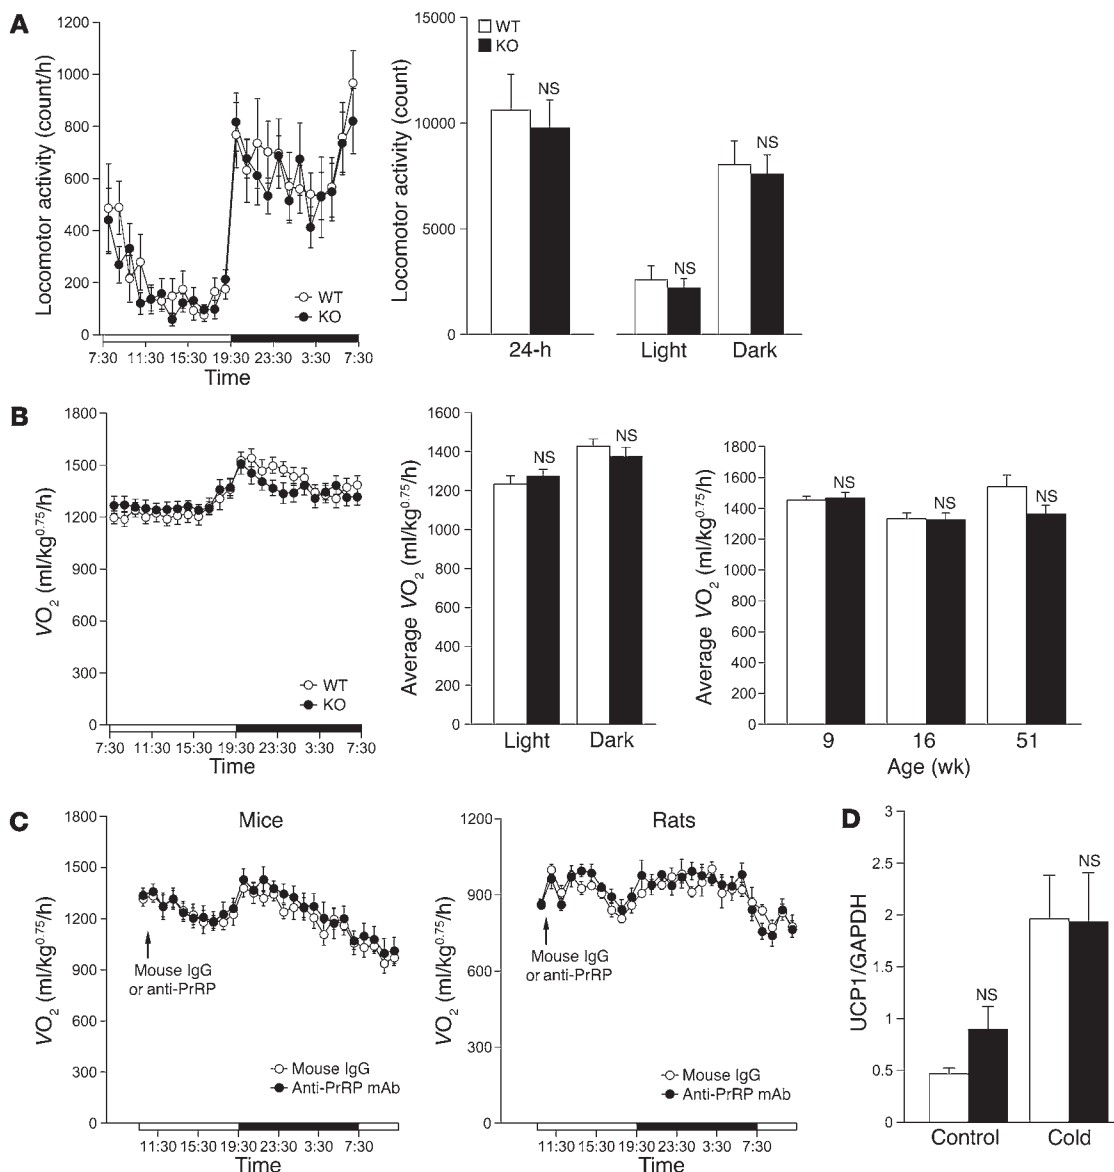 A
Locomotor activity (count/h)
1200
1000
800
600
400
200
0
WT
KO
7:30 11:30 15:30 19:30 23:30 3:30 7:30
Time
Locomotor activity (count)
15000
10000
5000
0
WT
KO
NS
NS
NS
24-h
Light Dark
B
VO2 (ml/kg0.75/h)
1800
1500
1200
900
600
300
0
WT
KO
7:30 11:30 15:30 19:30 23:30 3:30 7:30
Time
Average VO2 (ml/kg0.75/h)
1600
1400
1200
1000
800
600
400
200
0
NS
NS
Light Dark
Average VO2 (ml/kg0.75/h)
1800
1600
1400
1200
1000
800
600
400
200
0
NS
NS
NS
9 16 51
Age (wk)
C
Mice
VO2 (ml/kg0.75/h)
1800
1500
1200
900
600
300
0
Mouse IgG
or anti-PrRP
Mouse IgG
Anti-PrRP mAb
11:30 15:30 19:30 23:30 3:30 7:30
Time
Rats
VO2 (ml/kg0.75/h)
1200
900
600
300
0
Mouse IgG
or anti-PrRP
Mouse IgG
Anti-PrRP mAb
11:30 15:30 19:30 23:30 3:30 7:30
Time
D
UCP1/GAPDH
3
2.5
2
1.5
1
0.5
0
NS
NS
Control Cold